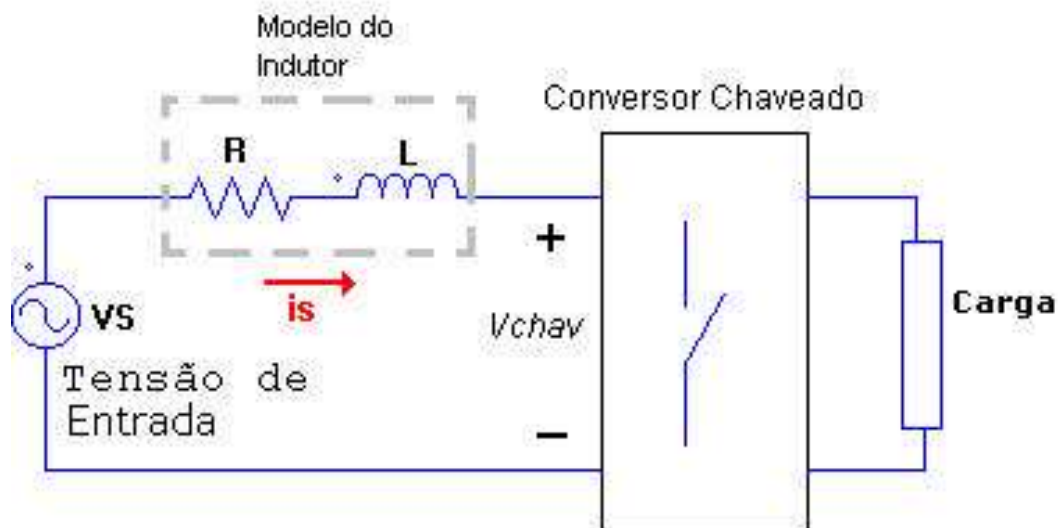 Modelo do
Indutor
Conversor Chaveado
R
L
+
is
VS
Vchav
Carga
Tensão de
Entrada
−